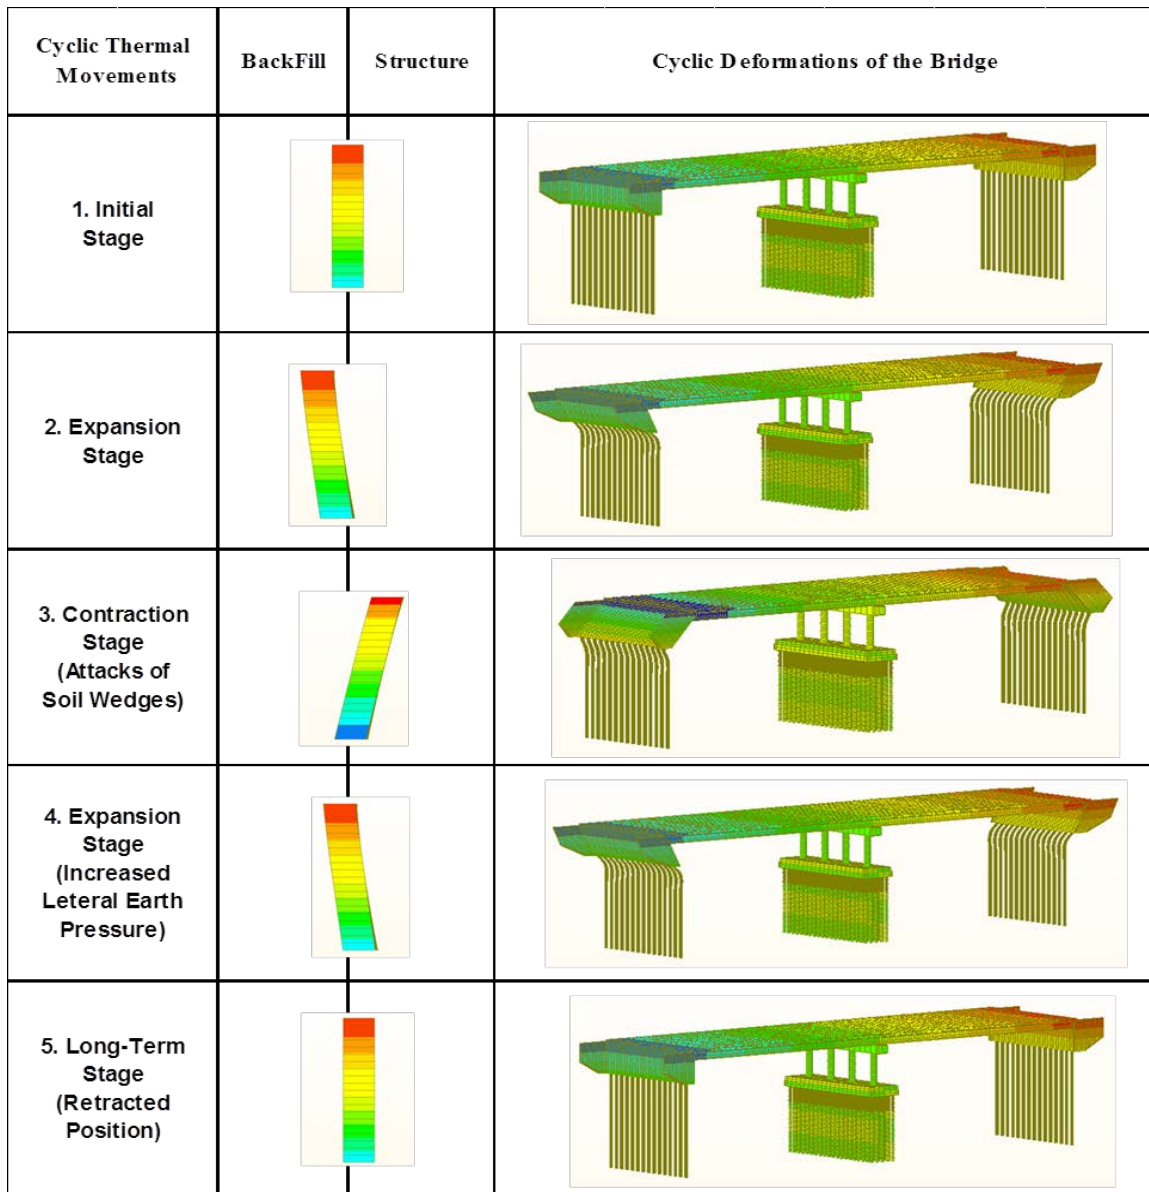 Cyclic Thermal
Movements
BackFill
Structure
Cyclic Deformations of the Bridge
1. Initial
Stage
2. Expansion
Stage
3. Contraction
Stage
(Attacks of
Soil Wedges)
4. Expansion
Stage
(Increased
Leteral Earth
Pressure)
5. Long-Term
Stage
(Retracted
Position)